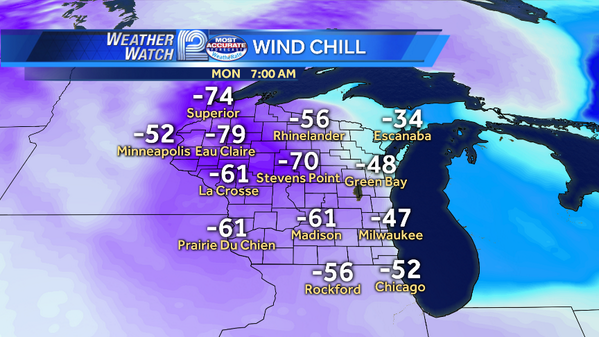 WEATHER WATCH 12
MOST ACCURATE
WIND CHILL
MON 7:00 AM
-74
Superior
-56
Rhinelander
-34
Escanaba
-52
Minneapolis
-79
Eau Claire
-61
La Crosse
-70
Stevens Point
-48
Green Bay
-61
Prairie Du Chien
-61
Madison
-47
Milwaukee
-56
Rockford
-52
Chicago